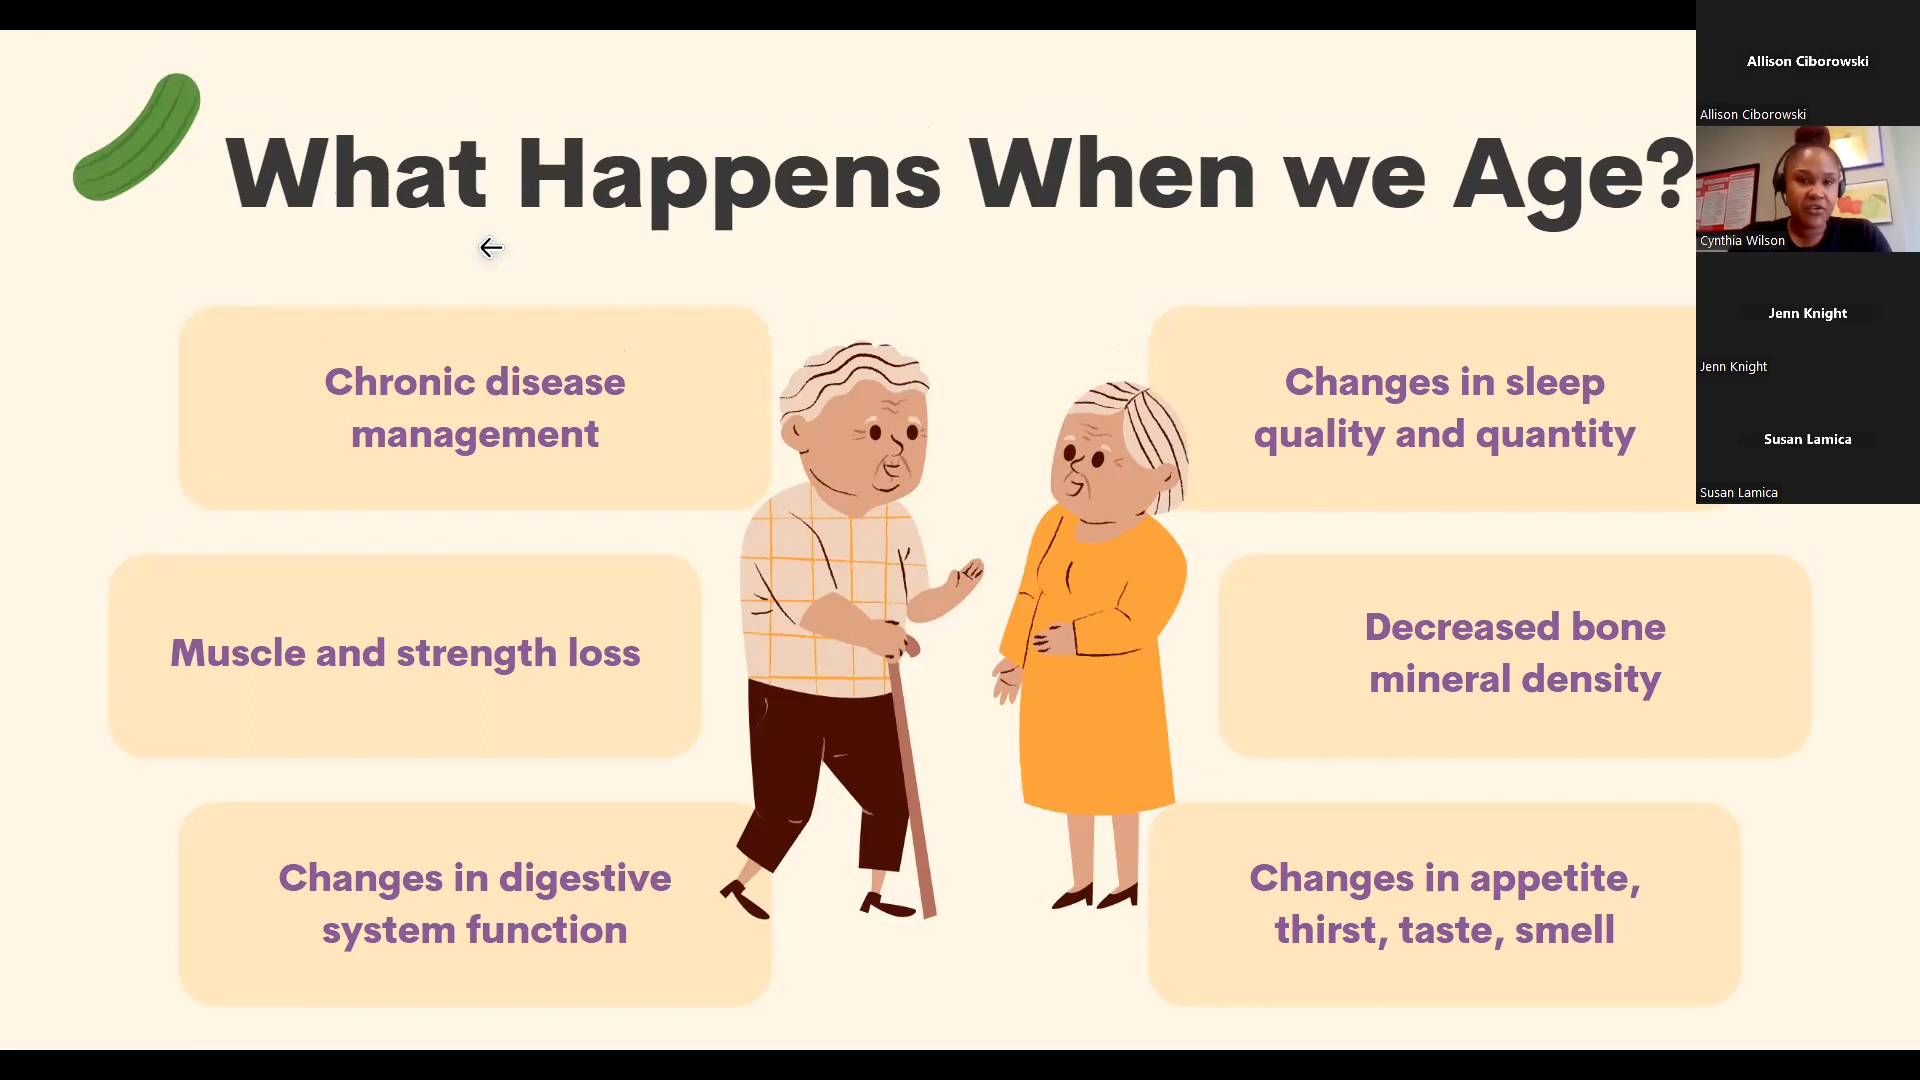 What Happens When we Age?
Chronic disease
management
Changes in sleep
quality and quantity
Muscle and strength loss
Decreased bone
mineral density
Changes in digestive
system function
Changes in appetite,
thirst, taste, smell
Allison Ciborowski
Allison Ciborowski
Cynthia Wilson
Jenn Knight
Jenn Knight
Susan Lamica
Susan Lamica